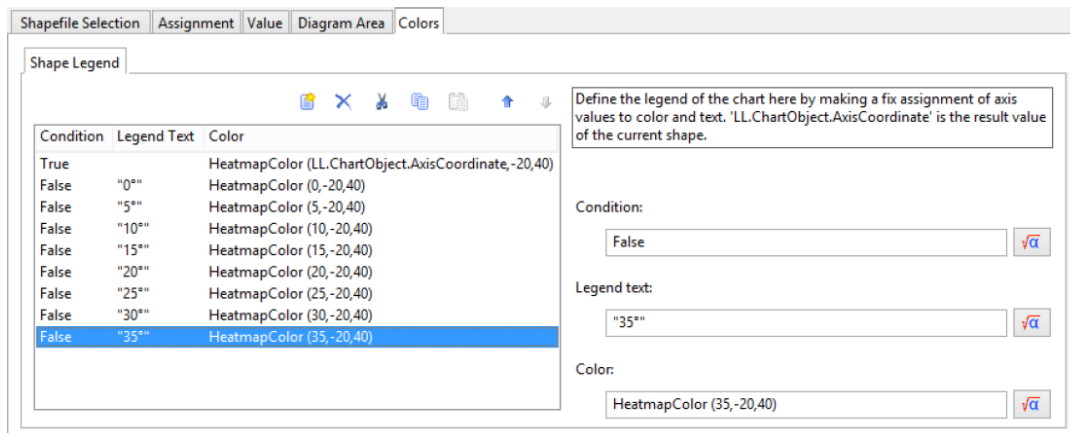 Shapefile Selection Assignment Value Diagram Area Colors
Shape Legend
Define the legend of the chart here by making a fix assignment of axis
values to color and text. 'LL.ChartObject.AxisCoordinate' is the result value
of the current shape.
Condition Legend Text Color
True HeatmapColor (LL.ChartObject.AxisCoordinate,-20,40)
False "0°" HeatmapColor (0,-20,40)
False "5°" HeatmapColor (5,-20,40)
False "10°" HeatmapColor (10,-20,40)
False "15°" HeatmapColor (15,-20,40)
False "20°" HeatmapColor (20,-20,40)
False "25°" HeatmapColor (25,-20,40)
False "30°" HeatmapColor (30,-20,40)
False "35°" HeatmapColor (35,-20,40)
Condition:
False
√α
Legend text:
"35°"
√α
Color:
HeatmapColor (35,-20,40)
√α